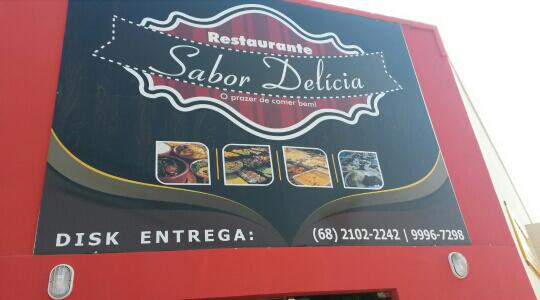 Restaurante
Sabor Delícia
O prazer de comer bem!
DISK ENTREGA: (68) 2102-2242 | 9996-7298